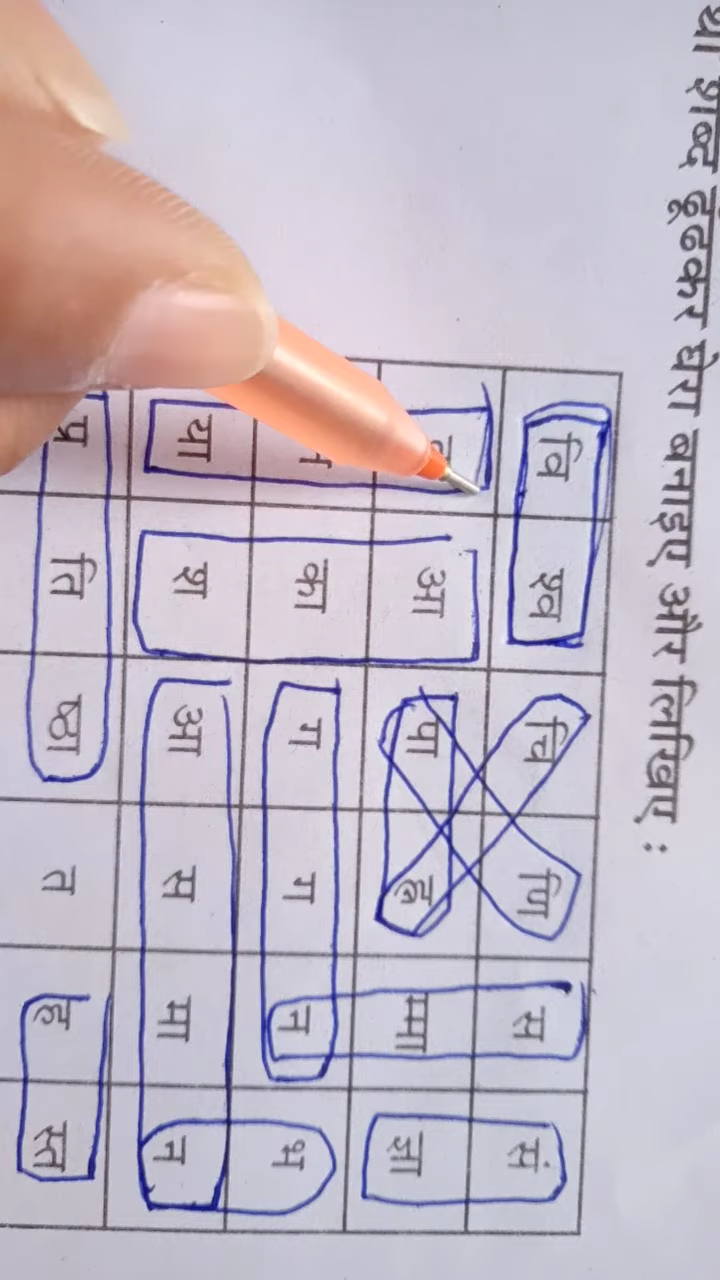 शब्द ढूँढकर घेरा बनाइए और लिखिए :
वि श्व चि णि स सं
आ पा ह्न म्मा ज्ञा
का ग ग न भ
या श आ स मा न
प्र ति ष्ठा त ह स्त